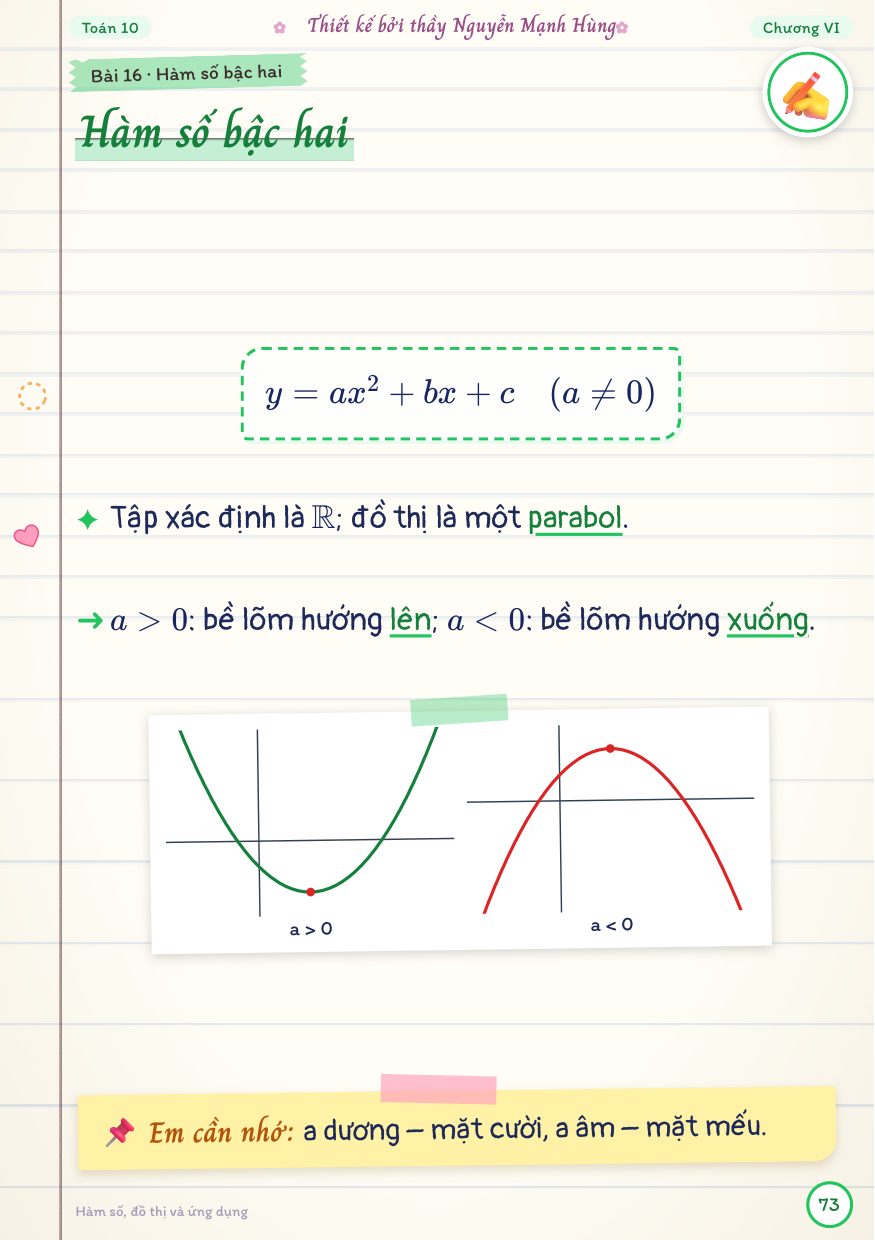 Toán 10
Thiết kế bởi thầy Nguyễn Mạnh Hùng
Chương VI
Bài 16 · Hàm số bậc hai
Hàm số bậc hai
y = ax² + bx + c (a ≠ 0)
Tập xác định là ℝ; đồ thị là một parabol.
a > 0: bề lõm hướng lên; a < 0: bề lõm hướng xuống.
a > 0
a < 0
Em cần nhớ: a dương – mặt cười, a âm – mặt mếu.
Hàm số, đồ thị và ứng dụng
73